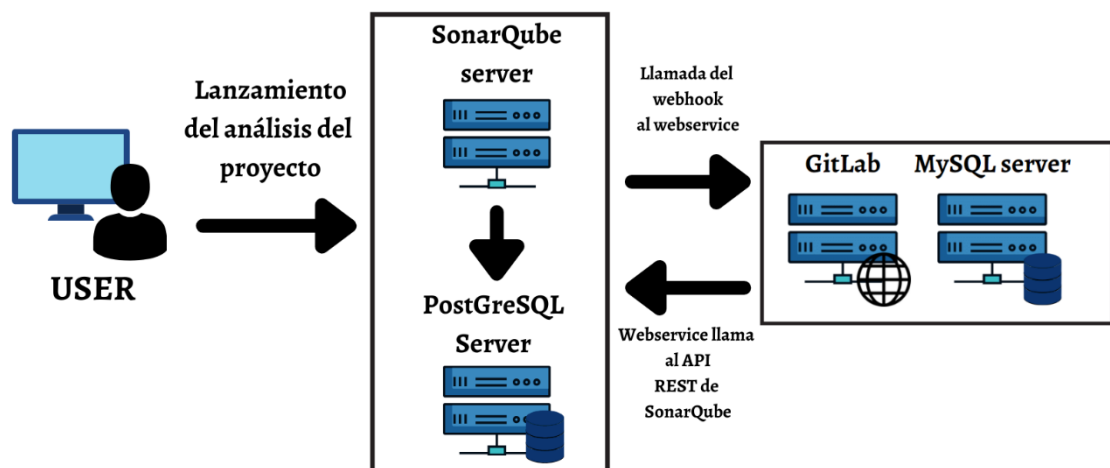 Lanzamiento
del análisis del
proyecto
USER
SonarQube
server
PostGreSQL
Server
Llamada del
webhook
al webservice
Webservice llama
al API
REST de
SonarQube
GitLab
MySQL server